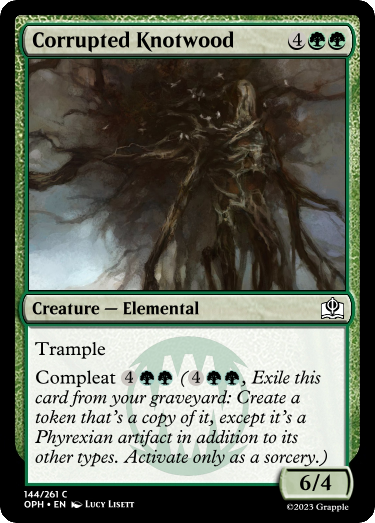 Corrupted Knotwood 4
Creature — Elemental
Trample
Compleat 4 (4, Exile this
card from your graveyard: Create a
token that's a copy of it, except it's a
Phyrexian artifact in addition to its
other types. Activate only as a sorcery.)
6/4
144/261 C
OPH • EN Lucy Lisett
©2023 Grapple